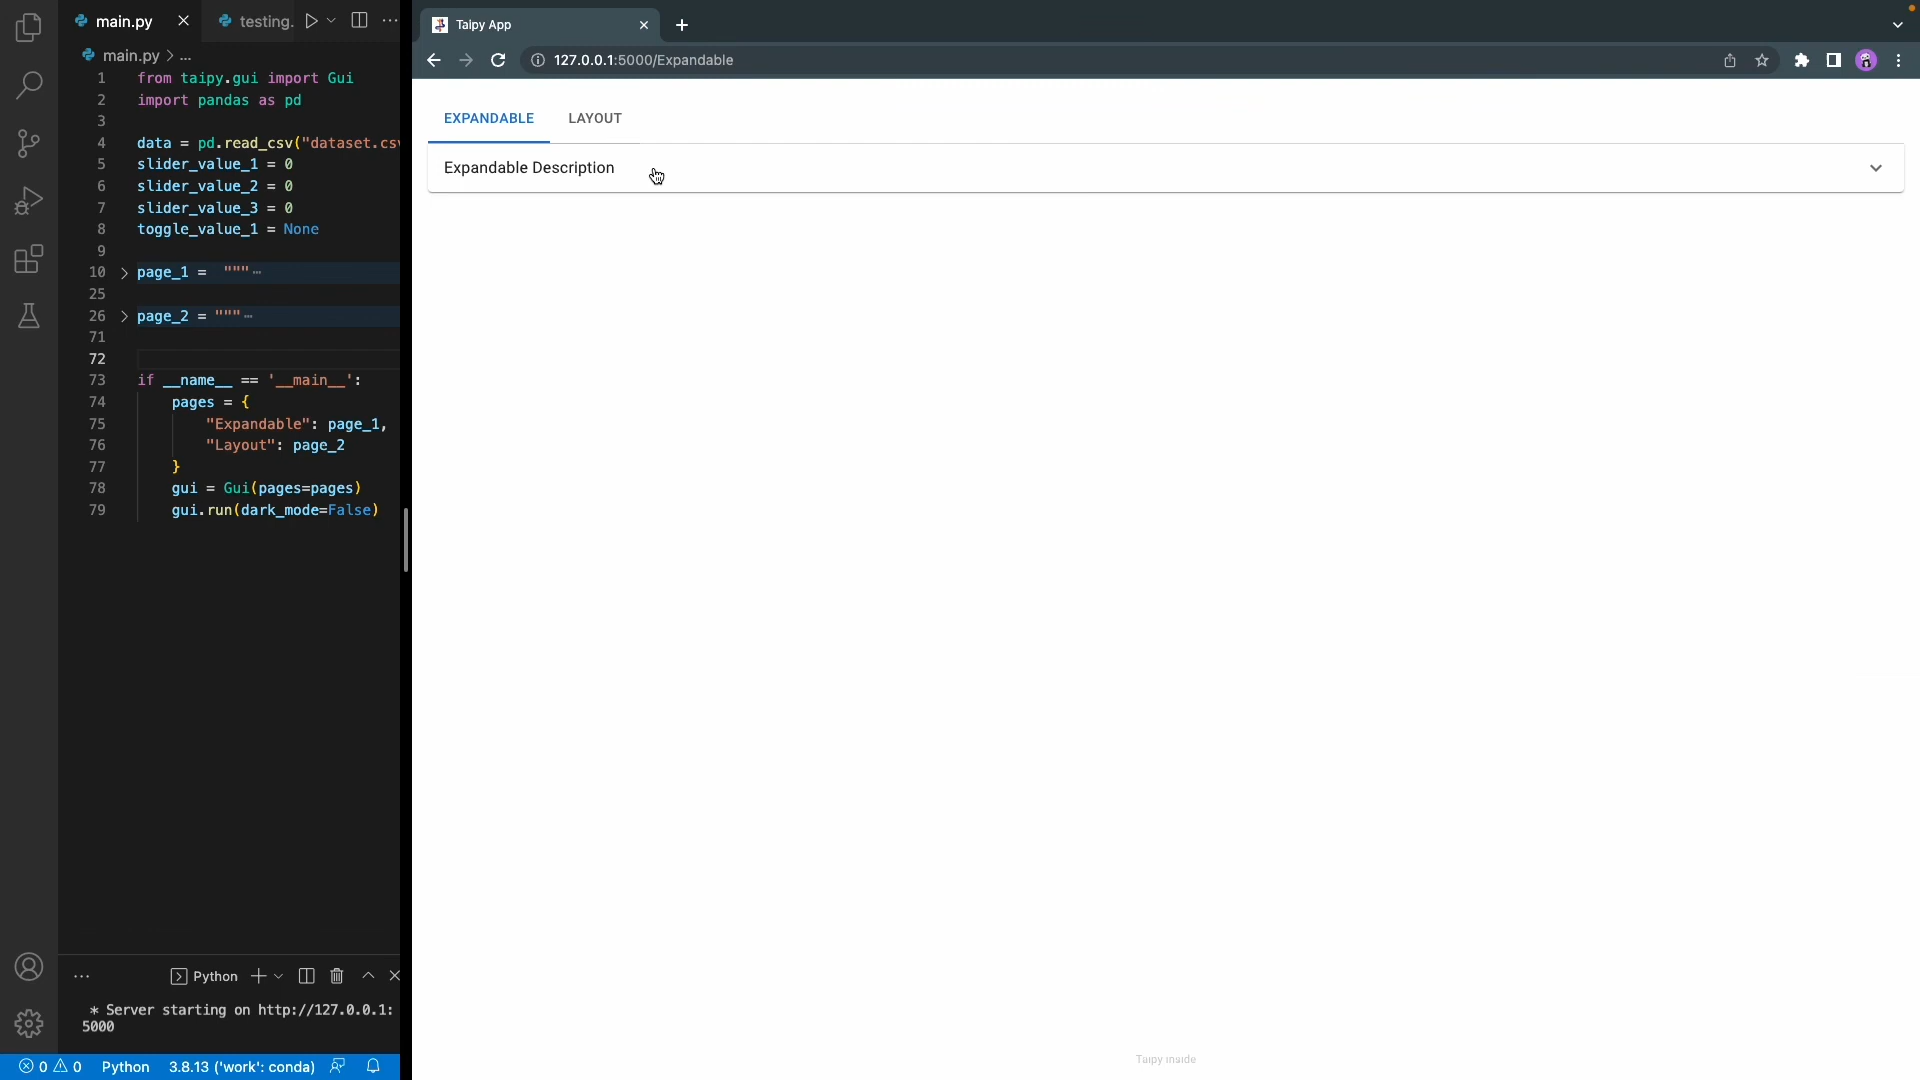 main.py
testing.
main.py > ...
1 from taipy.gui import Gui
2 import pandas as pd
3
4 data = pd.read_csv("dataset.csv
5 slider_value_1 = 0
6 slider_value_2 = 0
7 slider_value_3 = 0
8 toggle_value_1 = None
9
10 page_1 = """…
25
26 page_2 = """…
71
72
73 if __name__ == '__main__':
74 pages = {
75 "Expandable": page_1,
76 "Layout": page_2
77 }
78 gui = Gui(pages=pages)
79 gui.run(dark_mode=False)
Python
* Server starting on http://127.0.0.1:
5000
0 0 Python 3.8.13 ('work': conda)
Taipy App
127.0.0.1:5000/Expandable
EXPANDABLE LAYOUT
Expandable Description
Taipy inside